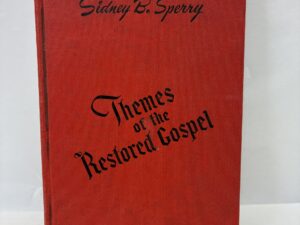 Sidney B. Sperry
Themes
of the
Restored Gospel